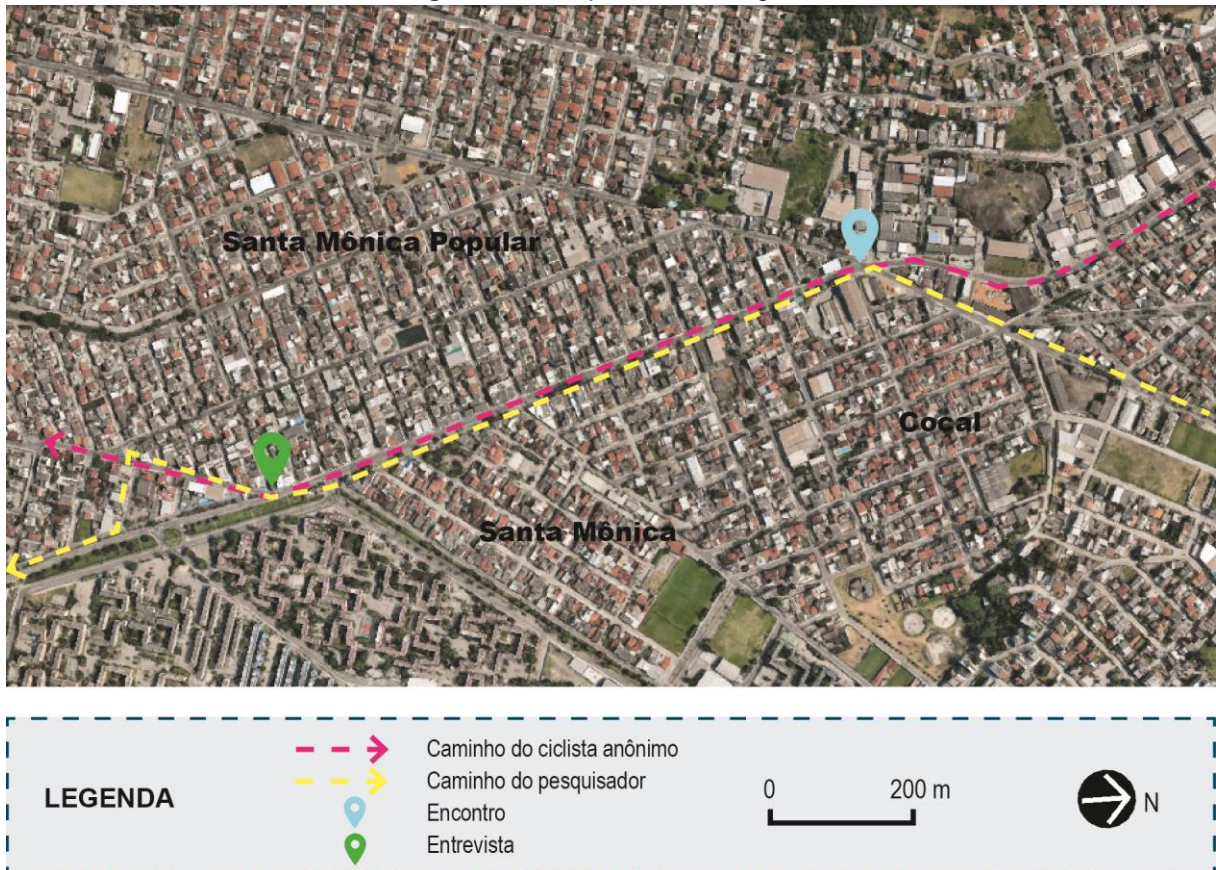 Santa Mônica Popular
Cocal
Santa Mônica
LEGENDA
Caminho do ciclista anônimo
Caminho do pesquisador
Encontro
Entrevista
0 200 m
N